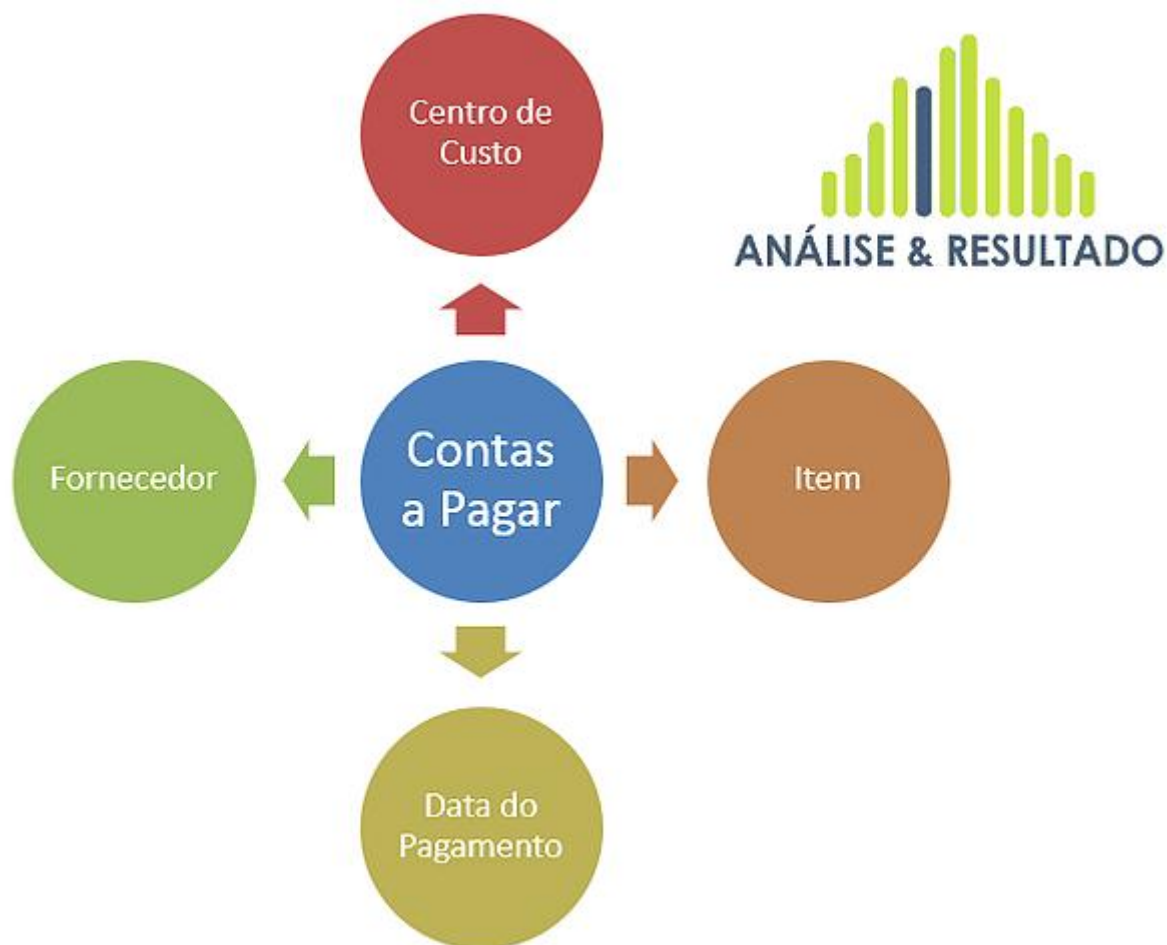 Centro de
Custo
ANÁLISE & RESULTADO
Fornecedor
Contas
a Pagar
Item
Data do
Pagamento